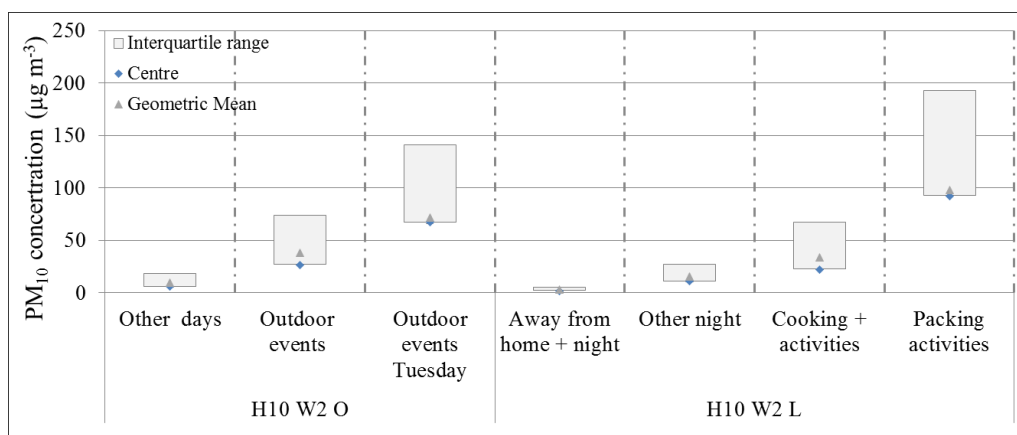 PM10 concertration (µg m-3)
250
200
150
100
50
0
Interquartile range
Centre
Geometric Mean
Other days
Outdoor
events
Outdoor
events
Tuesday
Away from
home + night
Other night
Cooking +
activities
Packing
activities
H10 W2 O
H10 W2 L